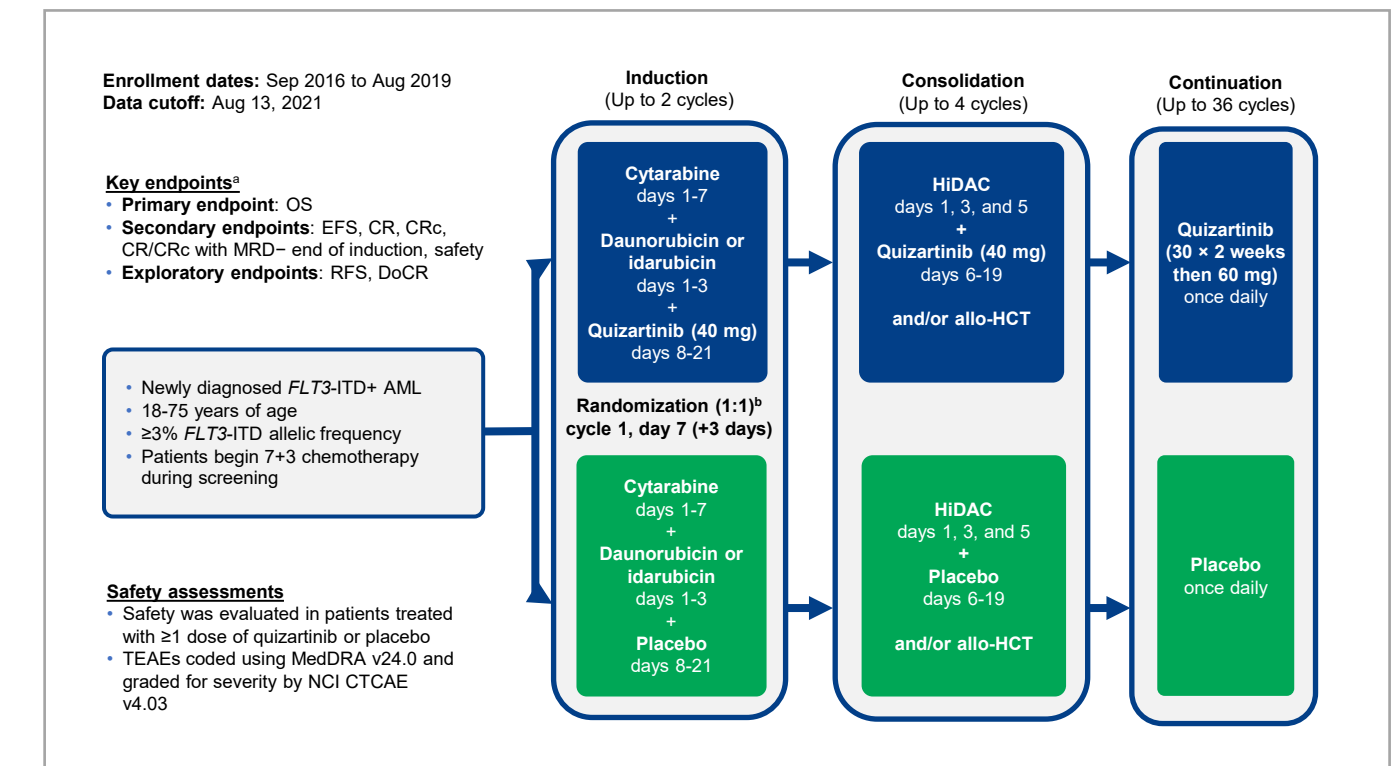 Enrollment dates: Sep 2016 to Aug 2019
Data cutoff: Aug 13, 2021
Key endpointsᵃ
• Primary endpoint: OS
• Secondary endpoints: EFS, CR, CRc,
CR/CRc with MRD− end of induction, safety
• Exploratory endpoints: RFS, DoCR
• Newly diagnosed FLT3-ITD+ AML
• 18-75 years of age
• ≥3% FLT3-ITD allelic frequency
• Patients begin 7+3 chemotherapy
during screening
Safety assessments
• Safety was evaluated in patients treated
with ≥1 dose of quizartinib or placebo
• TEAEs coded using MedDRA v24.0 and
graded for severity by NCI CTCAE
v4.03
Induction
(Up to 2 cycles)
Cytarabine
days 1-7
+
Daunorubicin or
idarubicin
days 1-3
+
Quizartinib (40 mg)
days 8-21
Randomization (1:1)ᵇ
cycle 1, day 7 (+3 days)
Cytarabine
days 1-7
+
Daunorubicin or
idarubicin
days 1-3
+
Placebo
days 8-21
Consolidation
(Up to 4 cycles)
HiDAC
days 1, 3, and 5
+
Quizartinib (40 mg)
days 6-19
and/or allo-HCT
HiDAC
days 1, 3, and 5
+
Placebo
days 6-19
and/or allo-HCT
Continuation
(Up to 36 cycles)
Quizartinib
(30 × 2 weeks
then 60 mg)
once daily
Placebo
once daily